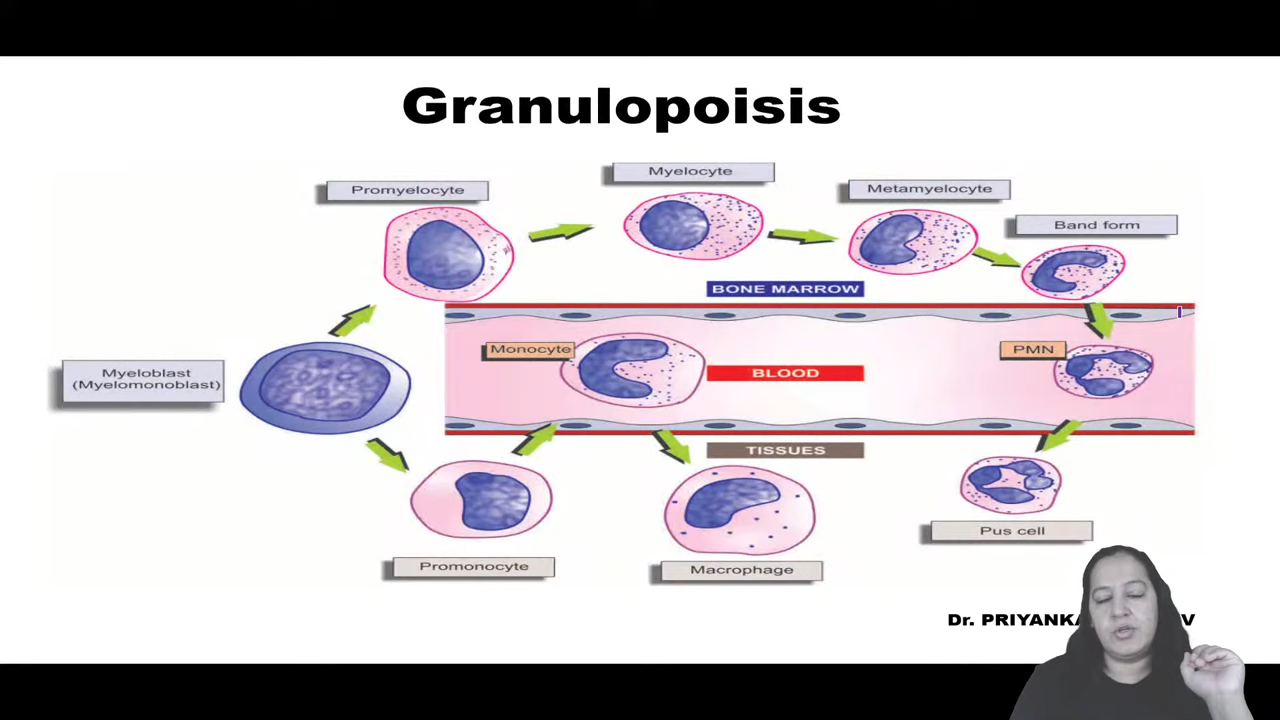 Granulopoisis
Promyelocyte
Myelocyte
Metamyelocyte
Band form
BONE MARROW
Monocyte
PMN
BLOOD
Myeloblast
(Myelomonoblast)
TISSUES
Pus cell
Promonocyte
Macrophage
Dr.